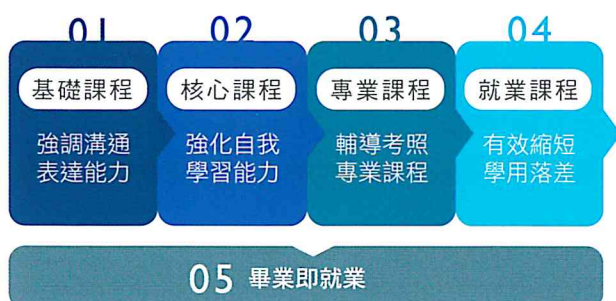 01
基礎課程
強調溝通
表達能力
02
核心課程
強化自我
學習能力
03
專業課程
輔導考照
專業課程
04
就業課程
有效縮短
學用落差
05 畢業即就業